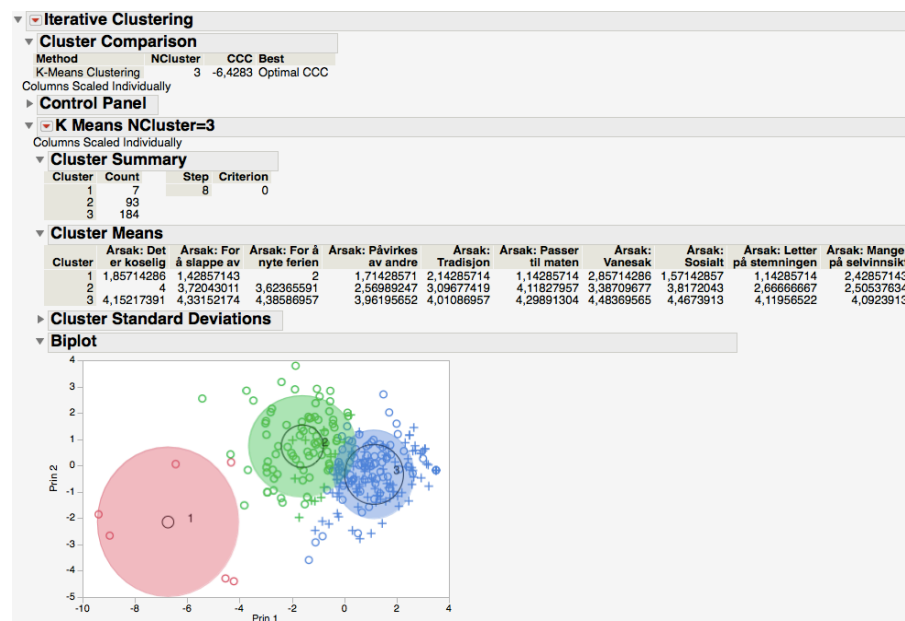 Iterative Clustering
Cluster Comparison
Method NCluster CCC Best
K-Means Clustering 3 -6,4283 Optimal CCC
Columns Scaled Individually
Control Panel
K Means NCluster=3
Columns Scaled Individually
Cluster Summary
Cluster Count Step Criterion
1 7 8 0
2 93
3 184
Cluster Means
Årsak: Det Årsak: For Årsak: For å Årsak: Påvirkes Årsak: Årsak: Passer Årsak: Årsak: Årsak: Letter Årsak: Mange
Cluster er koselig å slappe av nyte ferien av andre Tradisjon til maten Vanesak Sosialt på stemningen på selvinnsikt
1 1,85714286 1,42857143 2 1,71428571 2,14285714 1,14285714 2,85714286 1,57142857 1,14285714 2,42857143
2 4 3,72043011 3,62365591 2,56989247 3,09677419 4,11827957 3,38709677 3,8172043 2,66666667 2,50537634
3 4,15217391 4,33152174 4,38586957 3,96195652 4,01086957 4,29891304 4,48369565 4,4673913 4,11956522 4,0923913
Cluster Standard Deviations
Biplot
4
3
2
1
0
-1
-2
-3
-4
-5
Prin 2
1
2
3
-10 -8 -6 -4 -2 0 2 4
Prin 1